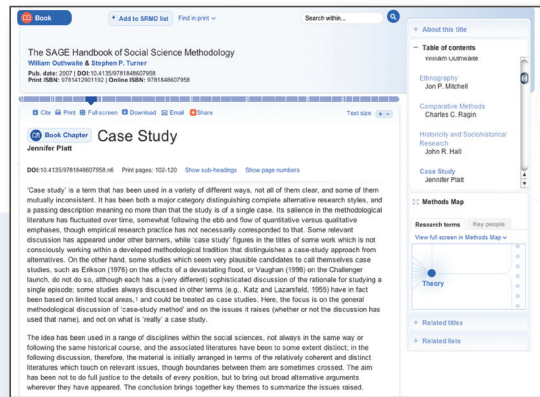 Book
Add to SRMO list
Find in print
Search within...
The SAGE Handbook of Social Science Methodology
William Outhwaite & Stephen P. Turner
Pub. date: 2007 | DOI: 10.4135/9781848607958
Print ISBN: 9781412901192 | Online ISBN: 9781848607958
Cite Print Full screen Download Email Share
Text size + -
Book Chapter Case Study
Jennifer Platt
DOI:10.4135/9781848607958.n6 Print pages: 102-120 Show sub-headings Show page numbers
'Case study' is a term that has been used in a variety of different ways, not all of them clear, and some of them
mutually inconsistent. It has been both a major category distinguishing complete alternative research styles, and
a passing description meaning no more than that the study is of a single case. Its salience in the methodological
literature has fluctuated over time, somewhat following the ebb and flow of quantitative versus qualitative
emphases, though empirical research practice has not necessarily corresponded to that. Some relevant
discussion has appeared under other banners, while 'case study' figures in the titles of some work which is not
consciously working within a developed methodological tradition that distinguishes a case-study approach from
alternatives. On the other hand, some studies which seem very plausible candidates to call themselves case
studies, such as Erikson (1976) on the effects of a devastating flood, or Vaughan (1996) on the Challenger
launch, do not do so, although each has a (very different) sophisticated discussion of the rationale for studying a
single episode; some studies always discussed in other terms (e.g., Katz and Lazarsfeld, 1955) have in fact
been based on limited local areas,1 and could be treated as case studies. Here, the focus is on the general
methodological discussion of 'case-study method' and on the issues it raises (whether or not the discussion has
used that name), and not on what is 'really' a case study.
The idea has been used in a range of disciplines within the social sciences, not always in the same way or
following the same historical course, and the associated literatures have been to some extent distinct; in the
following discussion, therefore, the material is initially arranged in terms of the relatively coherent and distinct
literatures which touch on relevant issues, though boundaries between them are sometimes crossed. The aim
has been not to do full justice to the details of every position, but to bring out broad alternative arguments
wherever they have appeared. The conclusion brings together key themes to summarize the issues raised.
+ About this title
− Table of contents
William Outhwaite
Ethnography
Jon P. Mitchell
Comparative Methods
Charles C. Ragin
Historicity and Sociohistorical
Research
John R. Hall
Case Study
Jennifer Platt
Methods Map
Research terms
Key people
View full screen in Methods Map
Theory
+ Related titles
+ Related lists